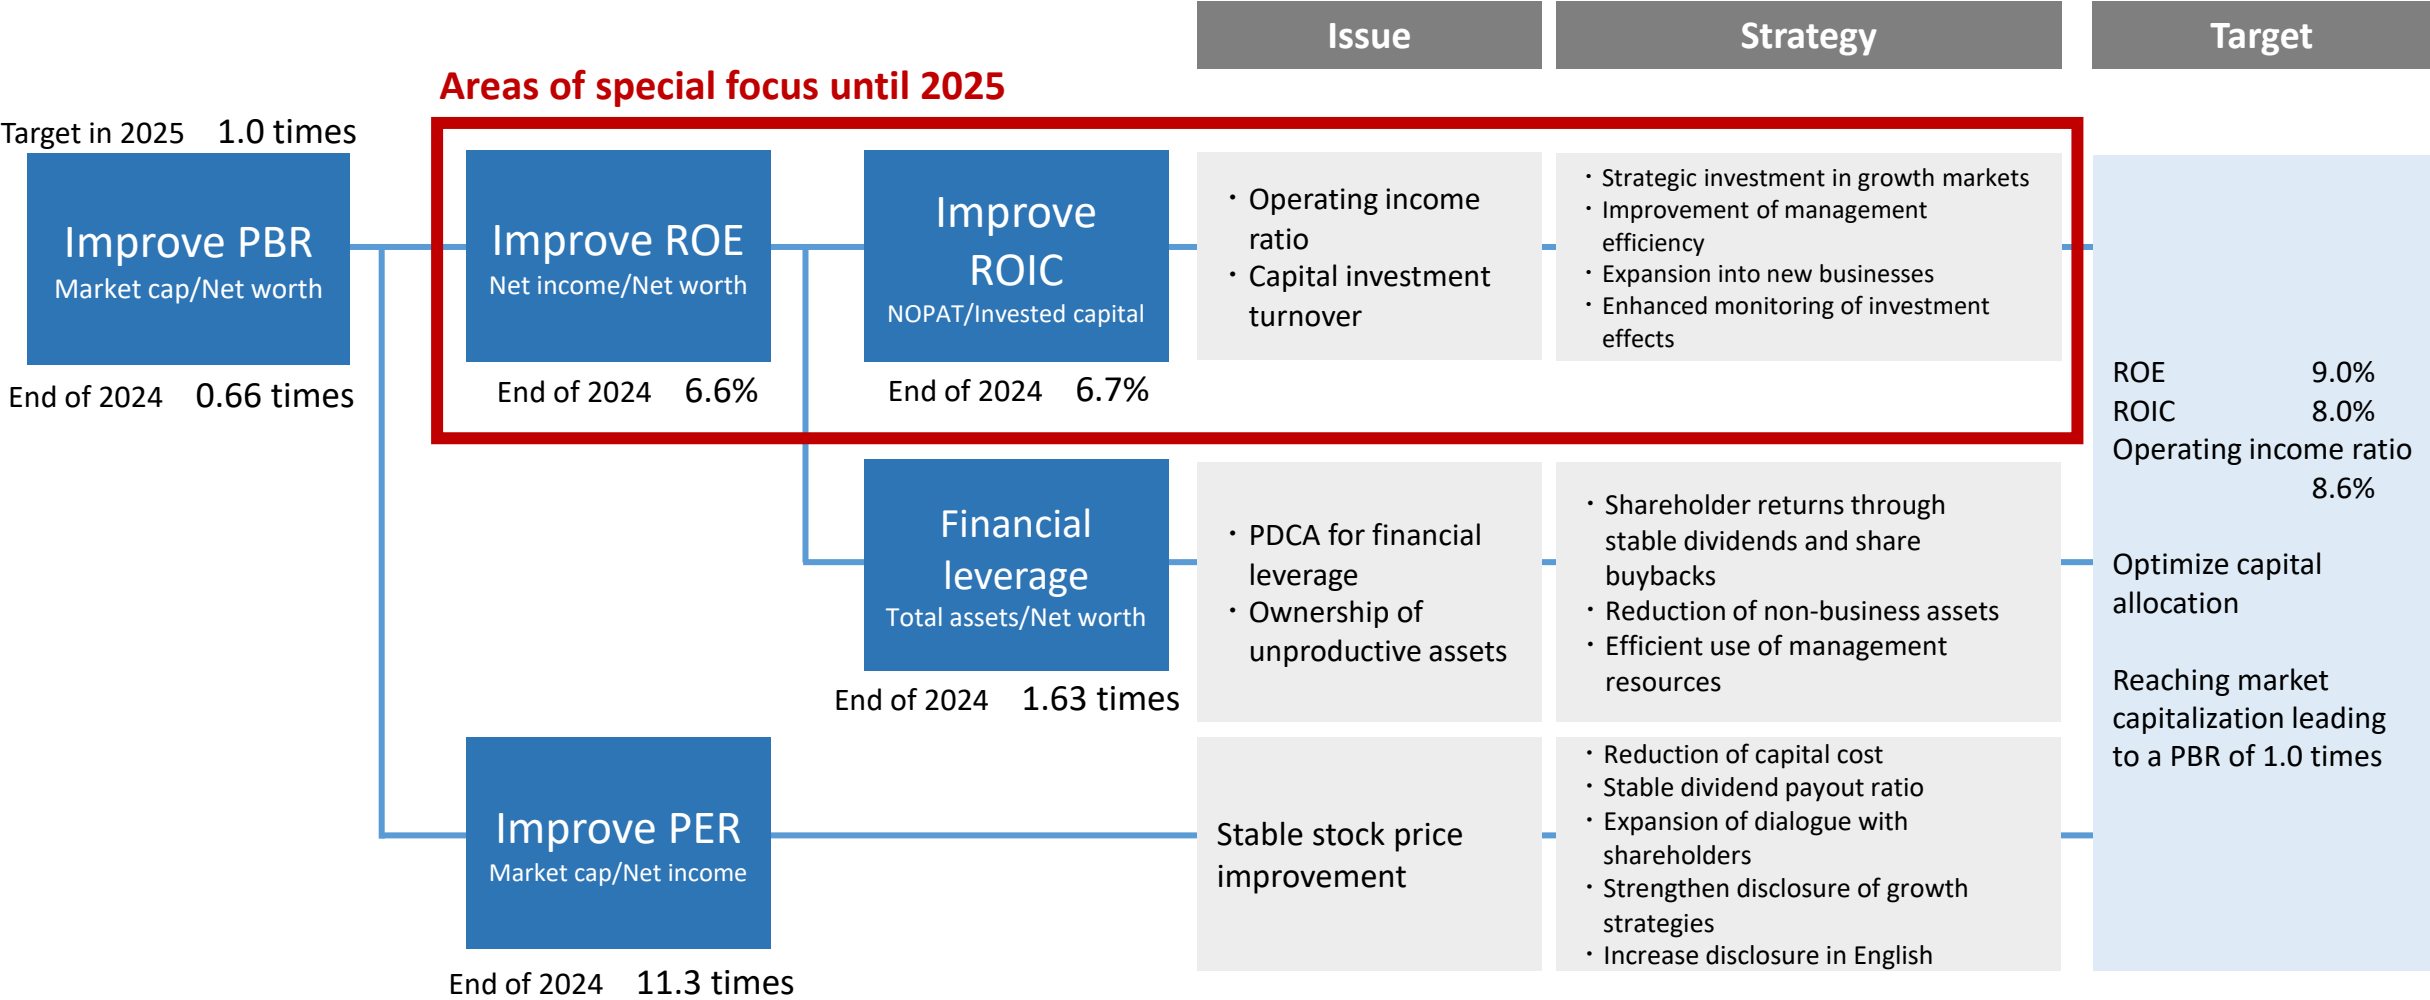 Issue
Strategy
Target
Areas of special focus until 2025
Target in 2025 1.0 times
Improve PBR
Market cap/Net worth
End of 2024 0.66 times
Improve ROE
Net income/Net worth
End of 2024 6.6%
Improve
ROIC
NOPAT/Invested capital
End of 2024 6.7%
・Operating income
ratio
・Capital investment
turnover
・Strategic investment in growth markets
・Improvement of management
efficiency
・Expansion into new businesses
・Enhanced monitoring of investment
effects
Financial
leverage
Total assets/Net worth
End of 2024 1.63 times
・PDCA for financial
leverage
・Ownership of
unproductive assets
・Shareholder returns through
stable dividends and share
buybacks
・Reduction of non-business assets
・Efficient use of management
resources
Improve PER
Market cap/Net income
End of 2024 11.3 times
Stable stock price
improvement
・Reduction of capital cost
・Stable dividend payout ratio
・Expansion of dialogue with
shareholders
・Strengthen disclosure of growth
strategies
・Increase disclosure in English
ROE 9.0%
ROIC 8.0%
Operating income ratio
8.6%
Optimize capital
allocation
Reaching market
capitalization leading
to a PBR of 1.0 times